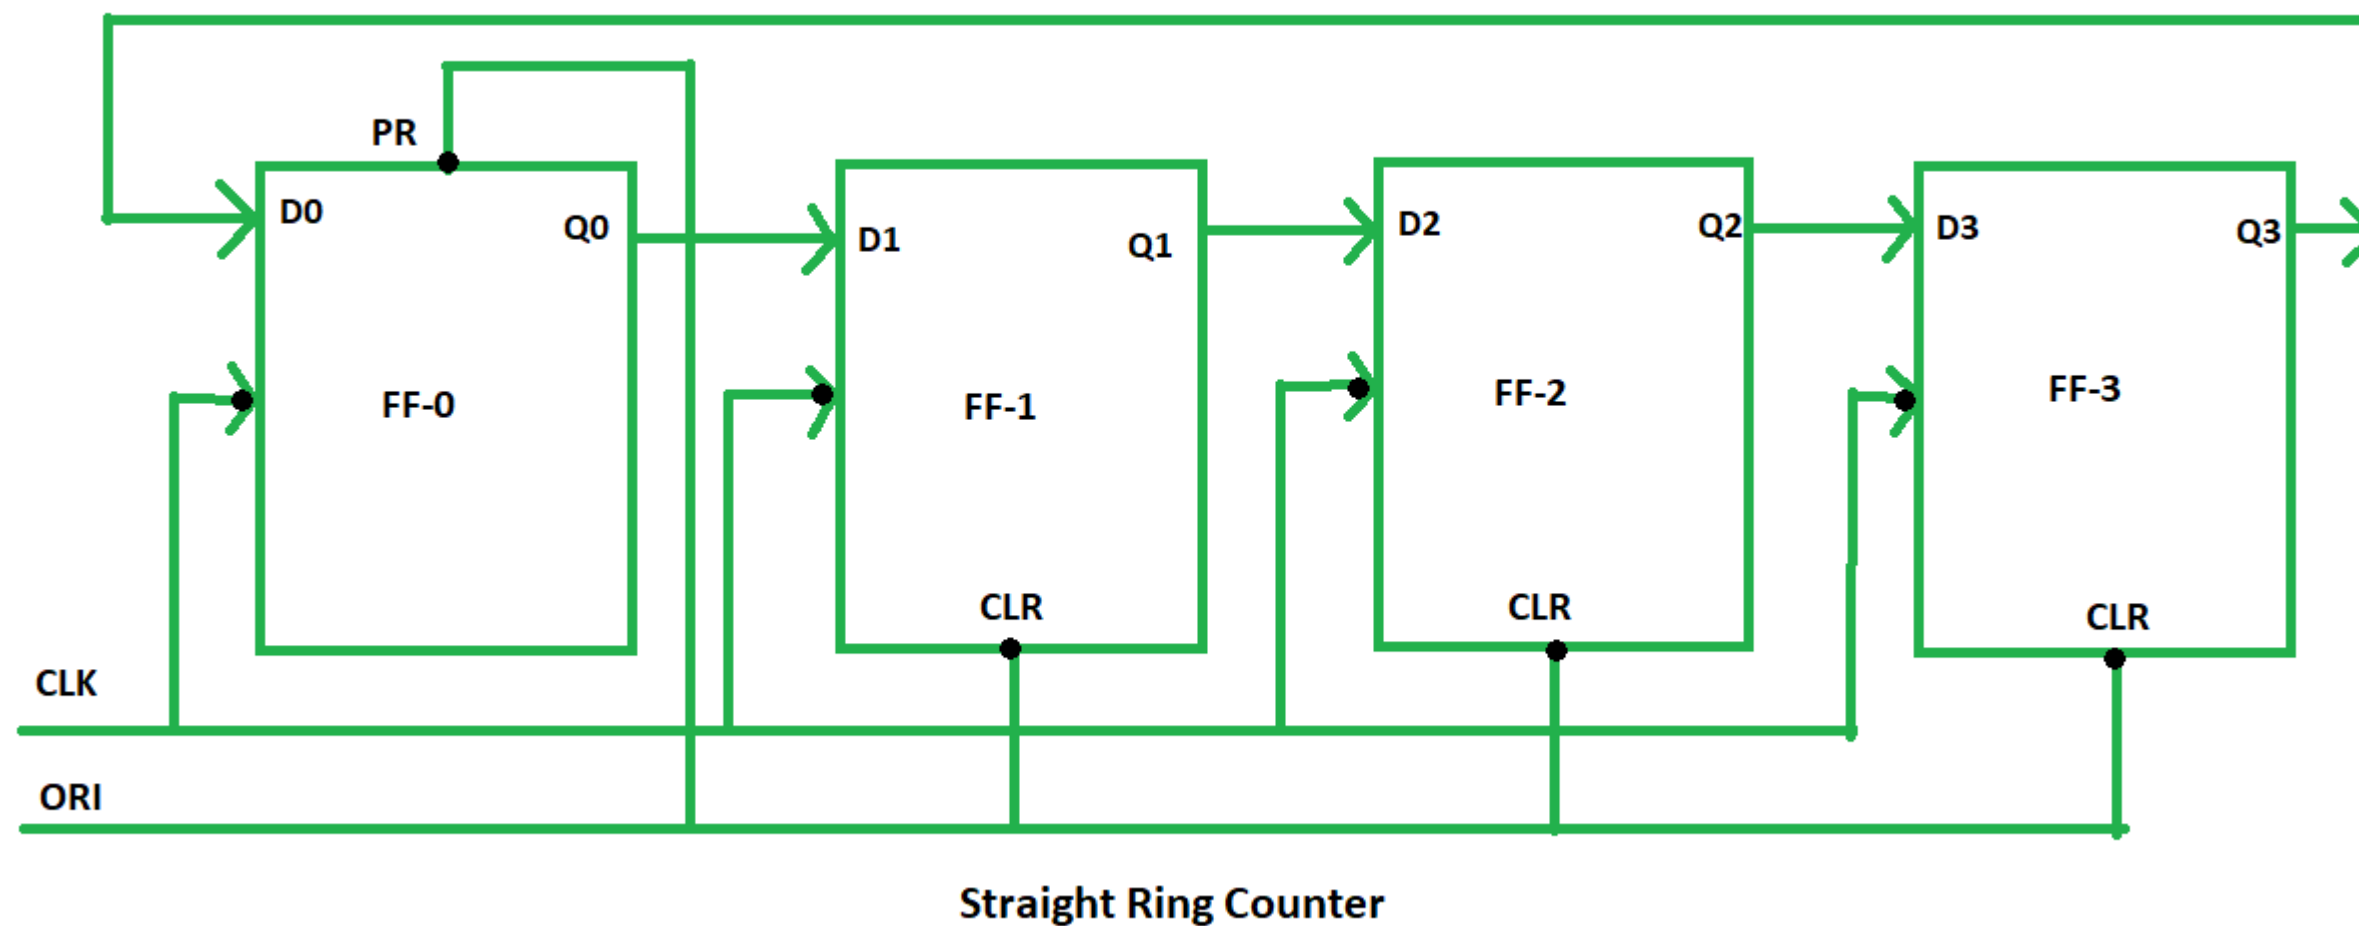 PR
D0
Q0
D1
Q1
D2
Q2
D3
Q3
FF-0
FF-1
FF-2
FF-3
CLR
CLR
CLR
CLK
ORI
Straight Ring Counter